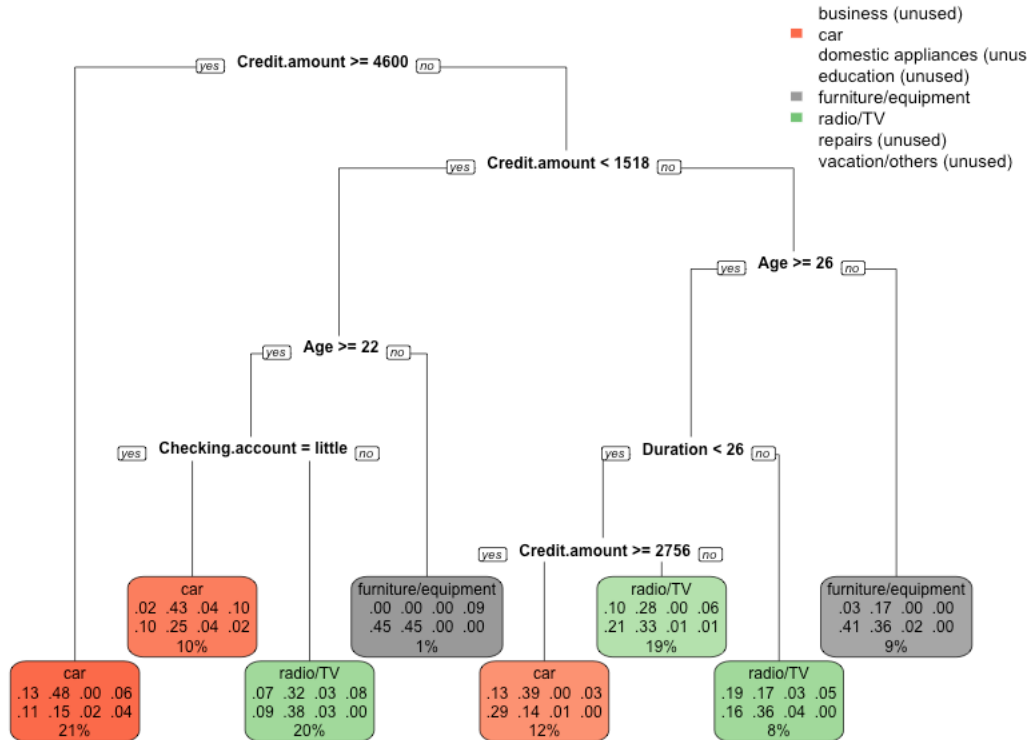 business (unused)
car
domestic appliances (unus
education (unused)
furniture/equipment
radio/TV
repairs (unused)
vacation/others (unused)
yes Credit.amount >= 4600 no
yes Credit.amount < 1518 no
yes Age >= 26 no
yes Age >= 22 no
yes Checking.account = little no
yes Duration < 26 no
yes Credit.amount >= 2756 no
car
.02 .43 .04 .10
.10 .25 .04 .02
10%
furniture/equipment
.00 .00 .00 .09
.45 .45 .00 .00
1%
radio/TV
.10 .28 .00 .06
.21 .33 .01 .01
19%
furniture/equipment
.03 .17 .00 .00
.41 .36 .02 .00
9%
car
.13 .48 .00 .06
.11 .15 .02 .04
21%
radio/TV
.07 .32 .03 .08
.09 .38 .03 .00
20%
car
.13 .39 .00 .03
.29 .14 .01 .00
12%
radio/TV
.19 .17 .03 .05
.16 .36 .04 .00
8%